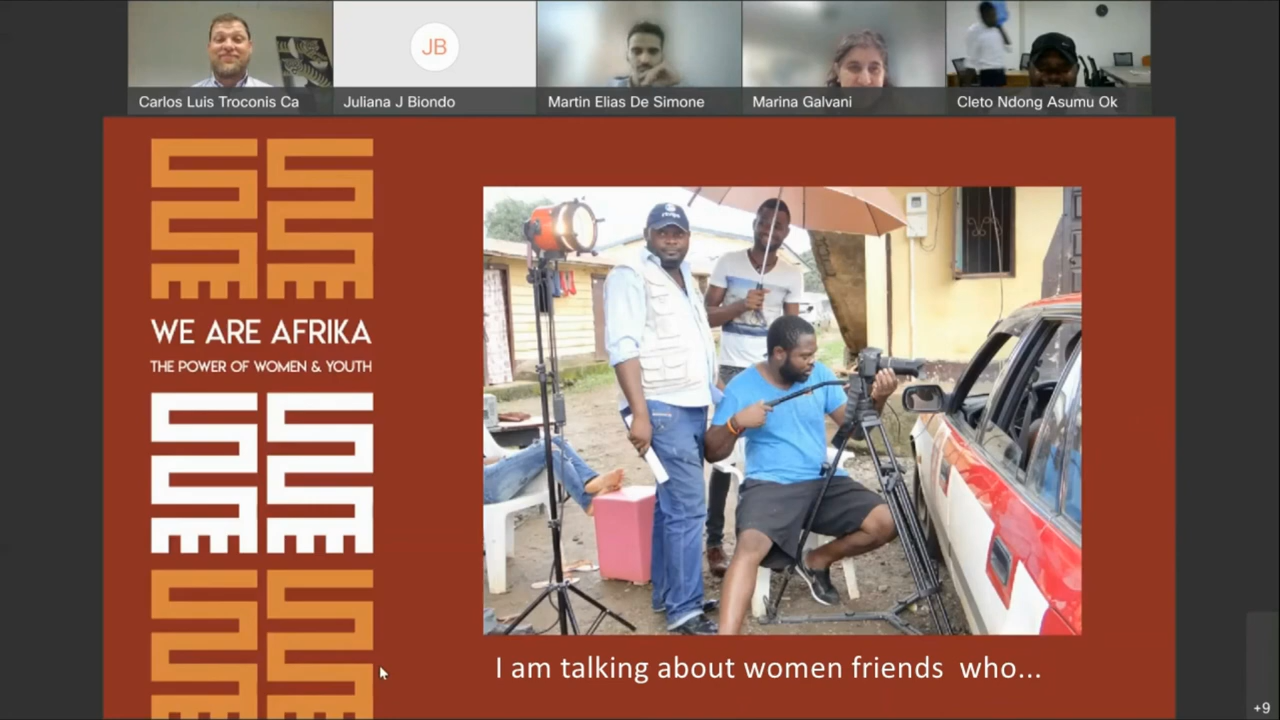 JB
Carlos Luis Troconis Ca
Juliana J Biondo
Martin Elias De Simone
Marina Galvani
Cleto Ndong Asumu Ok
WE ARE AFRIKA
THE POWER OF WOMEN & YOUTH
I am talking about women friends who...
+9